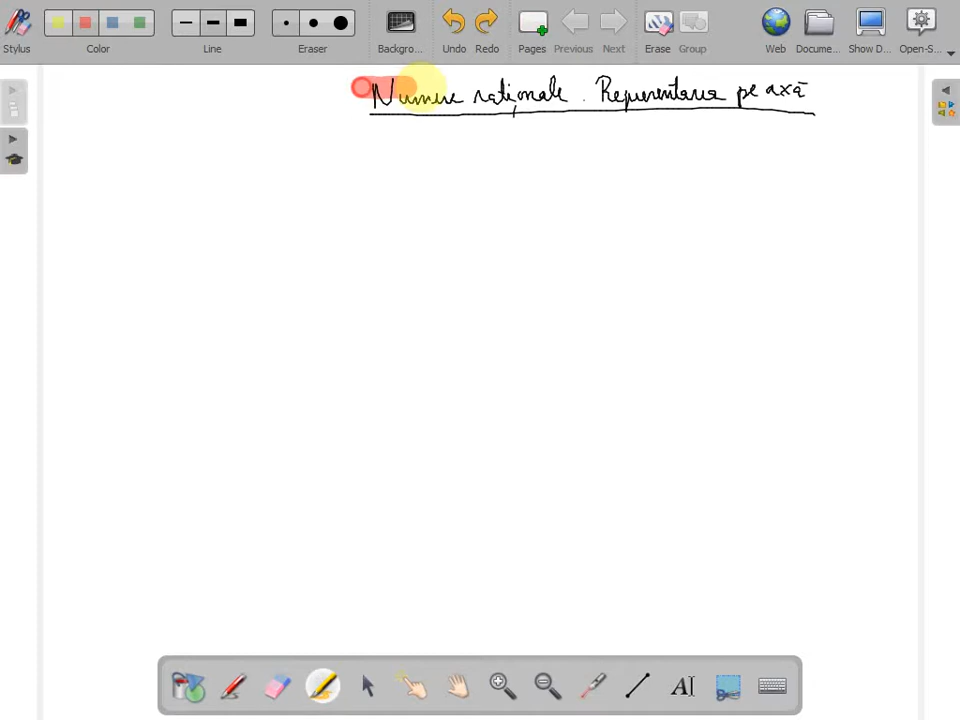 Stylus Color Line Eraser Backgro... Undo Redo Pages Previous Next Erase Group Web Docume... Show D... Open-S...
Numere raționale. Reprezentarea pe axă
AI